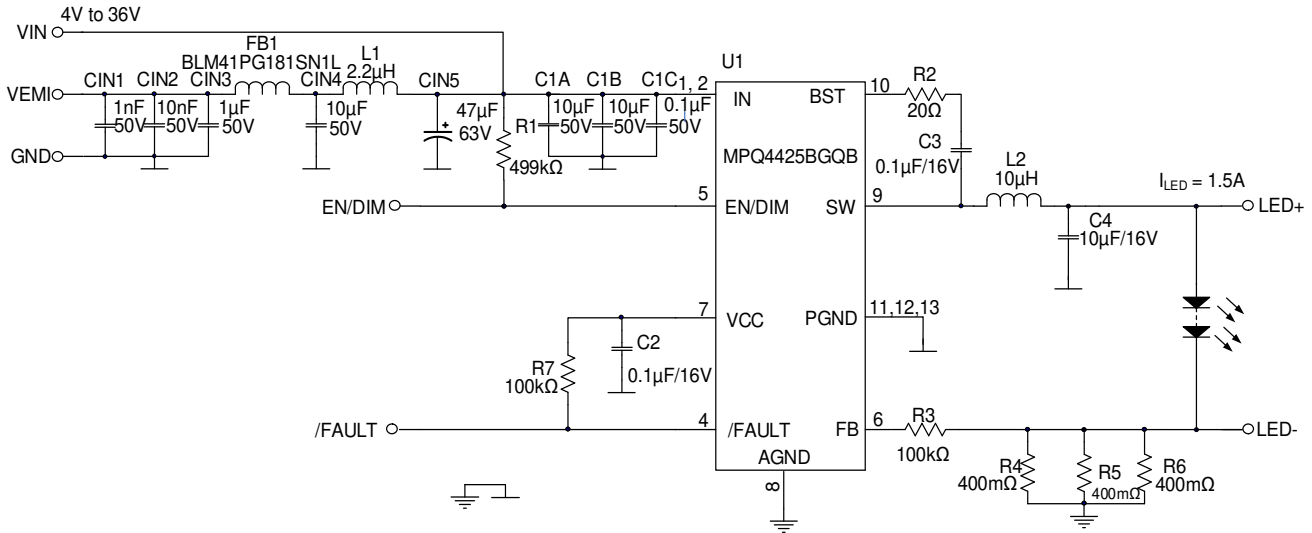 4V to 36V
VIN
FB1
BLM41PG181SN1L
L1
2.2µH
U1
VEMI
CIN1
CIN2
CIN3
CIN4
CIN5
C1A
C1B
C1C
1, 2
IN
BST
10
R2
20Ω
1nF
50V
10nF
50V
1µF
50V
10µF
50V
47µF
63V
R1
499kΩ
10µF
50V
10µF
50V
0.1µF
50V
GND
MPQ4425BGQB
C3
0.1µF/16V
L2
10µH
ILED = 1.5A
EN/DIM
5
EN/DIM
SW
9
LED+
C4
10µF/16V
7
VCC
PGND
11,12,13
C2
0.1µF/16V
R7
100kΩ
/FAULT
4
/FAULT
FB
6
R3
100kΩ
LED-
AGND
8
R4
400mΩ
R5
400mΩ
R6
400mΩ